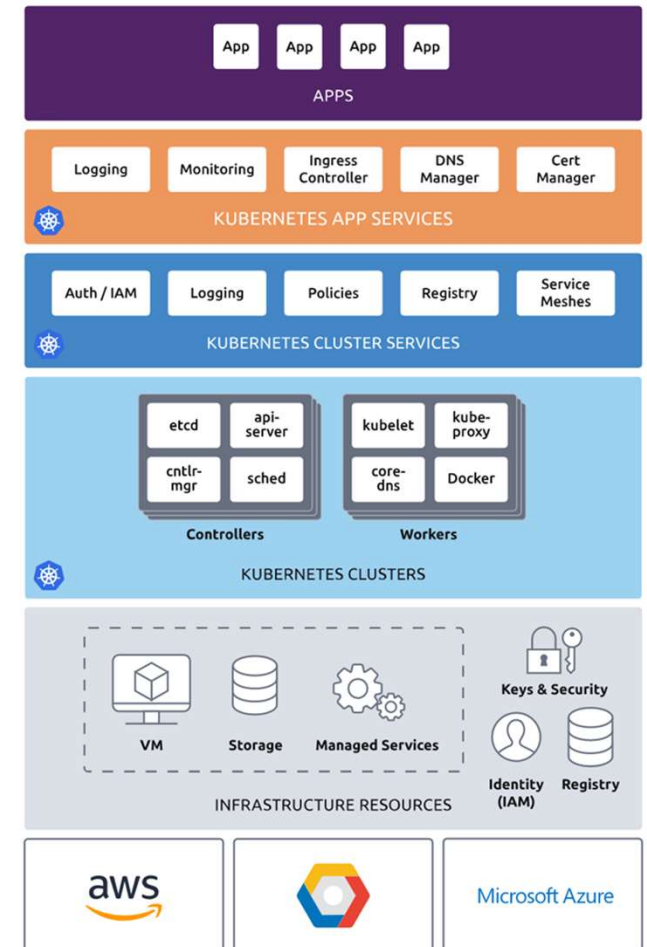 App App App App
APPS
Logging Monitoring Ingress Controller DNS Manager Cert Manager
KUBERNETES APP SERVICES
Auth / IAM Logging Policies Registry Service Meshes
KUBERNETES CLUSTER SERVICES
etcd api-server kubelet kube-proxy
cntlr-mgr sched core-dns Docker
Controllers Workers
KUBERNETES CLUSTERS
Keys & Security
VM Storage Managed Services
Identity (IAM) Registry
INFRASTRUCTURE RESOURCES
aws Microsoft Azure